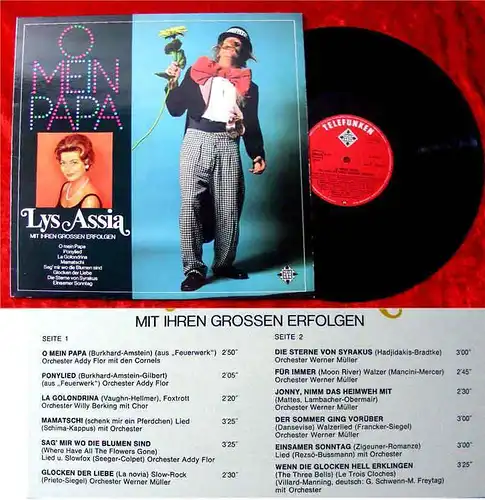 O
MEIN
PAPA
Lys Assia
MIT IHREN GROSSEN ERFOLGEN
O mein Papa
Ponylied
La Golondrina
Mamatschi
Sag' mir wo die Blumen sind
Glocken der Liebe
Die Sterne von Syrakus
Einsamer Sonntag
TELEFUNKEN
MIT IHREN GROSSEN ERFOLGEN
SEITE 1
O MEIN PAPA (Burkhard-Amstein) (aus „Feuerwerk") 2'50"
Orchester Addy Flor mit den Cornels
PONYLIED (Burkhard-Amstein-Gilbert) 2'05"
(aus „Feuerwerk") Orchester Addy Flor
LA GOLONDRINA (Vaughn-Hellmer), Foxtrott 2'20"
Orchester Willy Berking mit Chor
MAMATSCHI (schenk mir ein Pferdchen) Lied 3'25"
(Schima-Kappus) mit Orchester
SAG' MIR WO DIE BLUMEN SIND 3'25"
(Where Have All The Flowers Gone)
Lied u. Slowfox (Seeger-Colpet) Orchester Addy Flor
GLOCKEN DER LIEBE (La novia) Slow-Rock 2'30"
(Prieto-Siegel) Orchester Werner Müller
SEITE 2
DIE STERNE VON SYRAKUS (Hadjidakis-Bradtke) 3'00"
Orchester Werner Müller
FÜR IMMER (Moon River) Walzer (Mancini-Mercer) 2'45"
Orchester Werner Müller
JONNY, NIMM DAS HEIMWEH MIT 2'30"
(Mattes, Lambacher-Obermair)
Orchester Werner Müller
DER SOMMER GING VORÜBER 3'00"
(Dansevise) Walzerlied (Francker-Siegel)
Orchester Werner Müller
EINSAMER SONNTAG (Zigeuner-Romanze) 3'00"
Lied (Rezsö-Bussmann) mit Orchester
WENN DIE GLOCKEN HELL ERKLINGEN 3'25"
(The Three Bells) (Le Trois Cloches)
(Villard-Manning, deutsch: G. Schwenn-M. Freytag)
mit Orchester